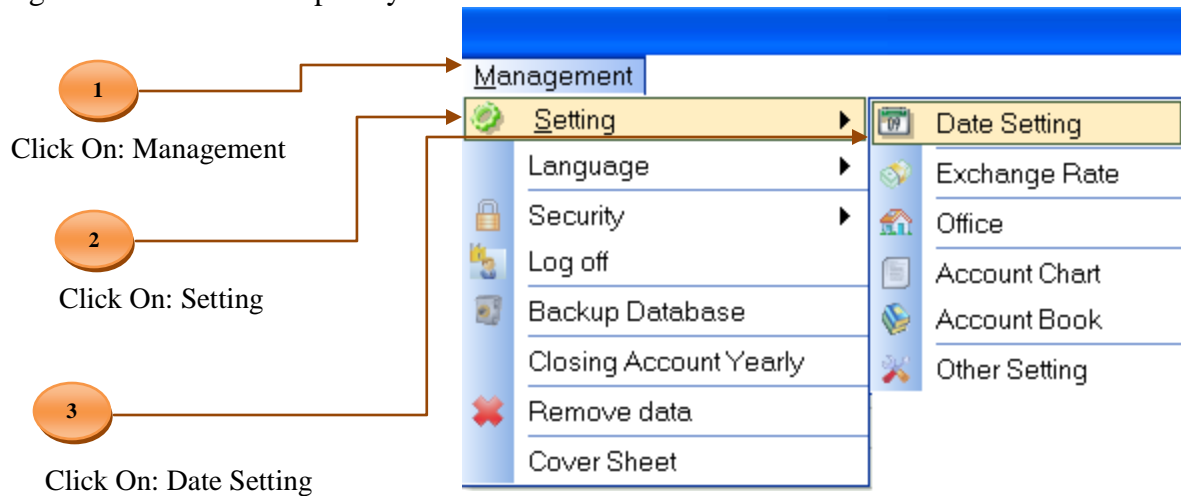 1
Click On: Management
2
Click On: Setting
3
Click On: Date Setting
Management
Setting
Language
Security
Log off
Backup Database
Closing Account Yearly
Remove data
Cover Sheet
09
Date Setting
Exchange Rate
Office
Account Chart
Account Book
Other Setting